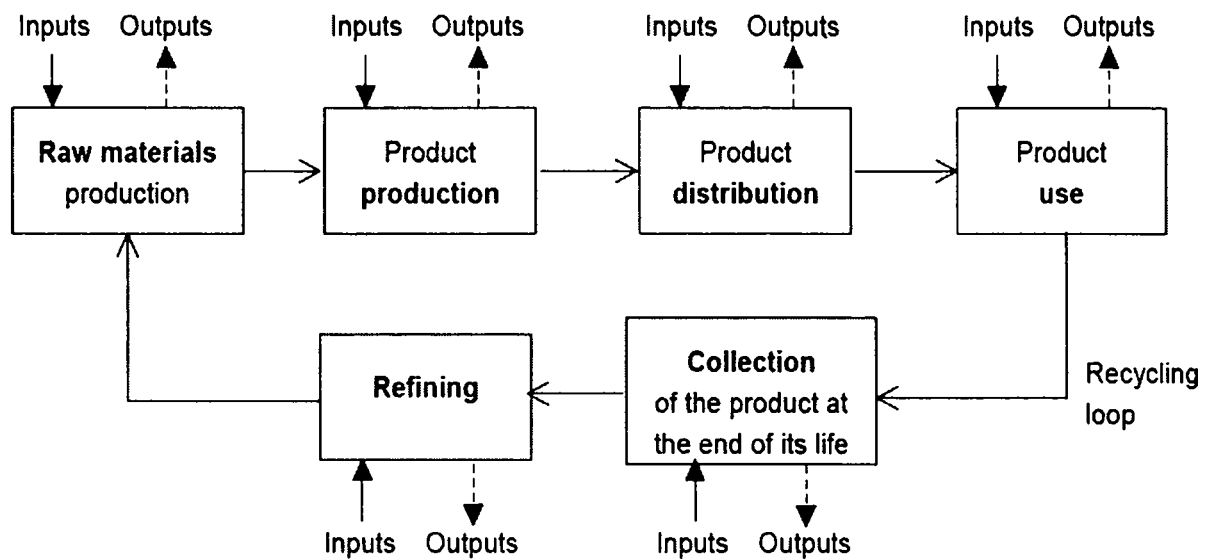 Inputs Outputs Inputs Outputs Inputs Outputs Inputs Outputs
Raw materials
production
Product
production
Product
distribution
Product
use
Refining
Collection
of the product at
the end of its life
Recycling
loop
Inputs Outputs Inputs Outputs